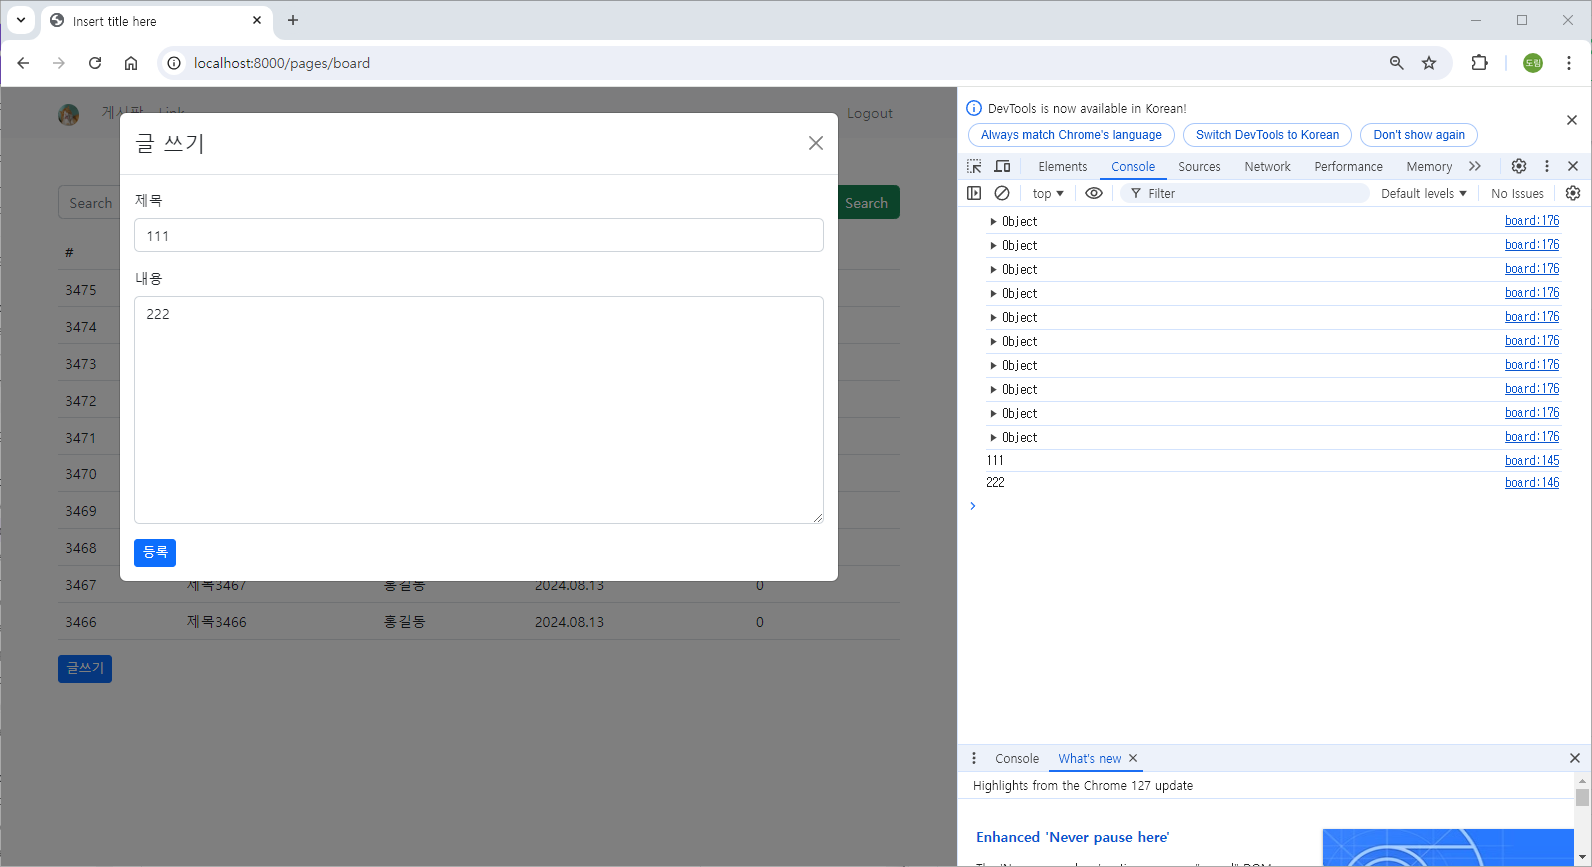 Insert title here
localhost:8000/pages/board
도림
게시판 Link Logout
글 쓰기
Search Search
제목
111
#
내용
222
3475
3474
3473
3472
3471
3470
3469
3468
등록
3467 제목3467 홍길동 2024.08.13 0
3466 제목3466 홍길동 2024.08.13 0
글쓰기
DevTools is now available in Korean!
Always match Chrome's language Switch DevTools to Korean Don't show again
Elements Console Sources Network Performance Memory
top Filter Default levels No Issues
Object board:176
Object board:176
Object board:176
Object board:176
Object board:176
Object board:176
Object board:176
Object board:176
Object board:176
Object board:176
111 board:145
222 board:146
Console What's new
Highlights from the Chrome 127 update
Enhanced 'Never pause here'